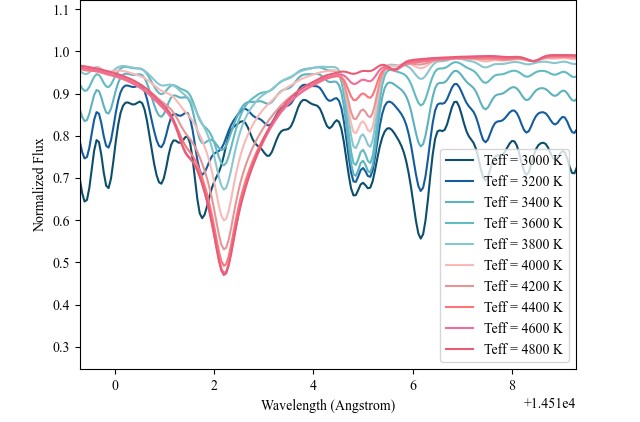 1.1
1.0
0.9
0.8
0.7
0.6
0.5
0.4
0.3
Normalized Flux
Teff = 3000 K
Teff = 3200 K
Teff = 3400 K
Teff = 3600 K
Teff = 3800 K
Teff = 4000 K
Teff = 4200 K
Teff = 4400 K
Teff = 4600 K
Teff = 4800 K
0 2 4 6 8
Wavelength (Angstrom)
+1.451e4